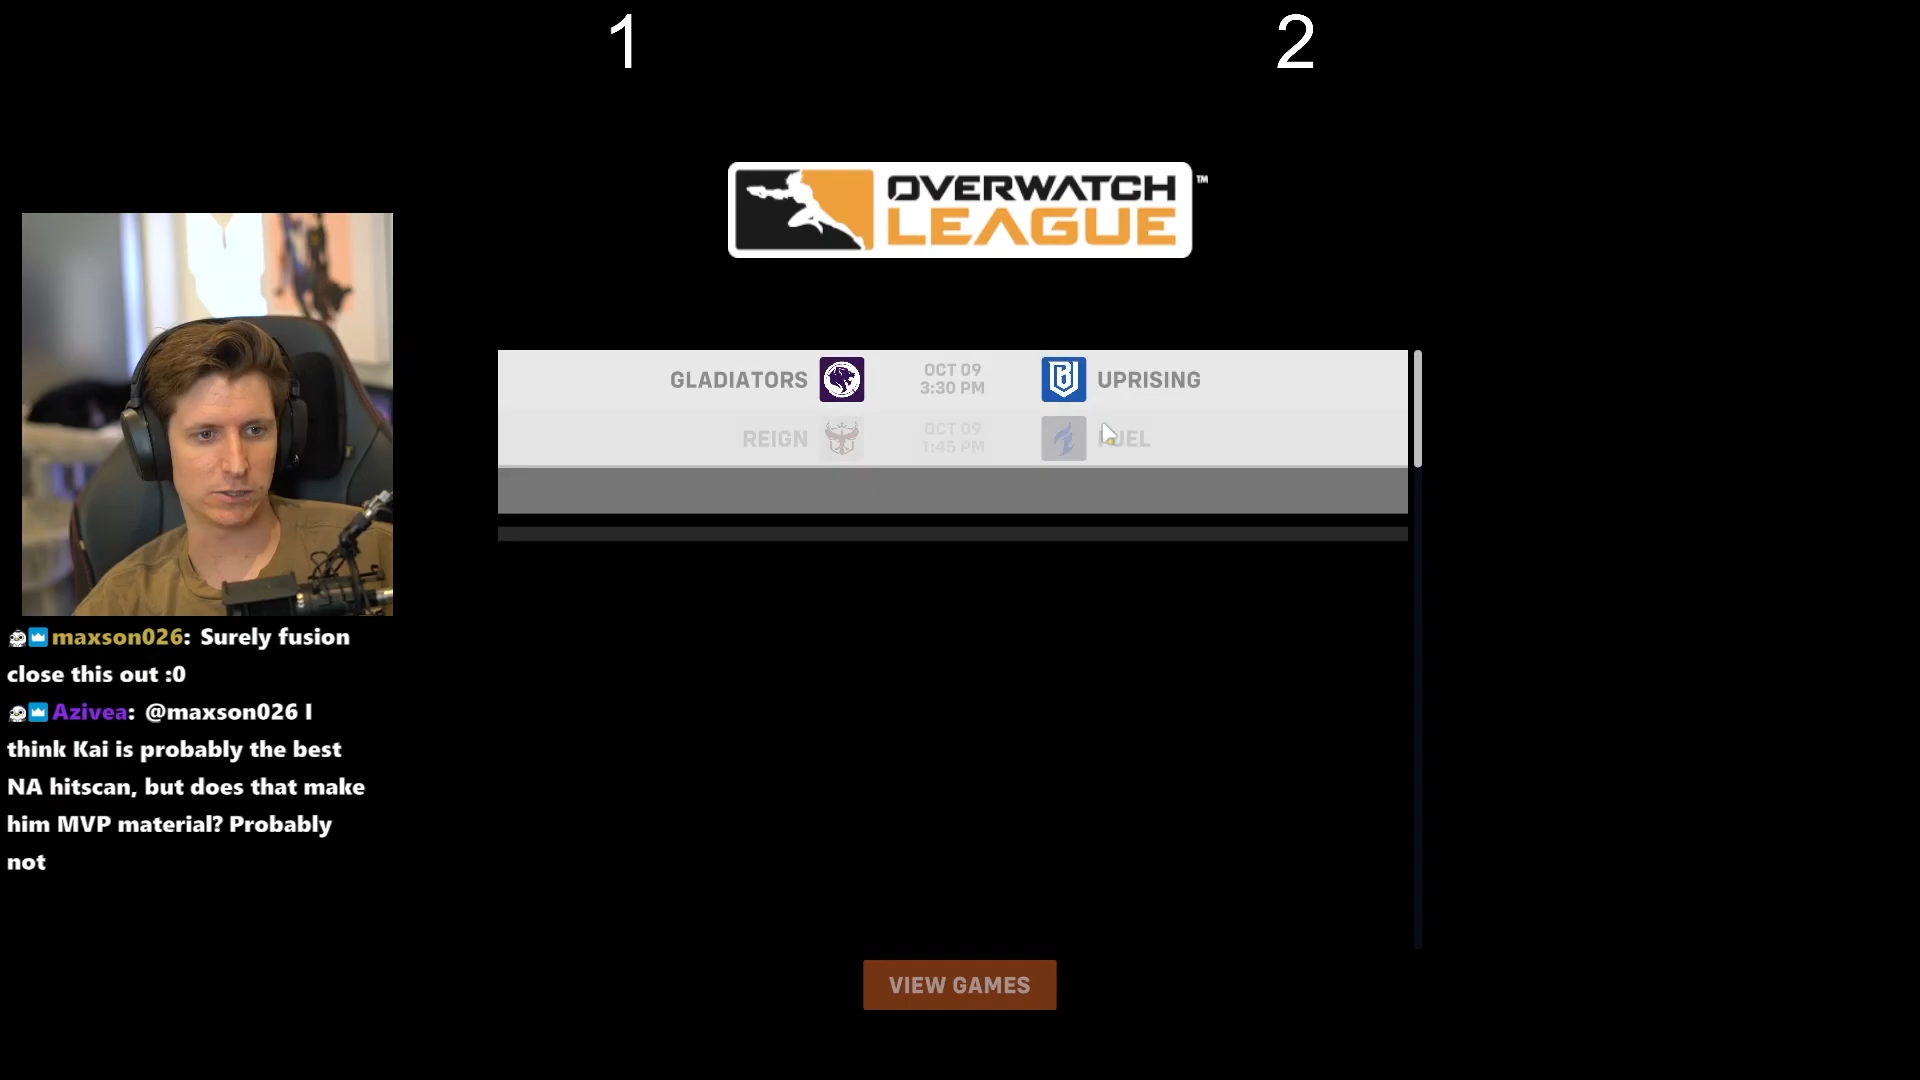 1
2
OVERWATCH
LEAGUE
™
GLADIATORS
OCT 09
3:30 PM
UPRISING
REIGN
OCT 09
1:45 PM
maxson026: Surely fusion
close this out :0
Azivea: @maxson026 I
think Kai is probably the best
NA hitscan, but does that make
him MVP material? Probably
not
VIEW GAMES